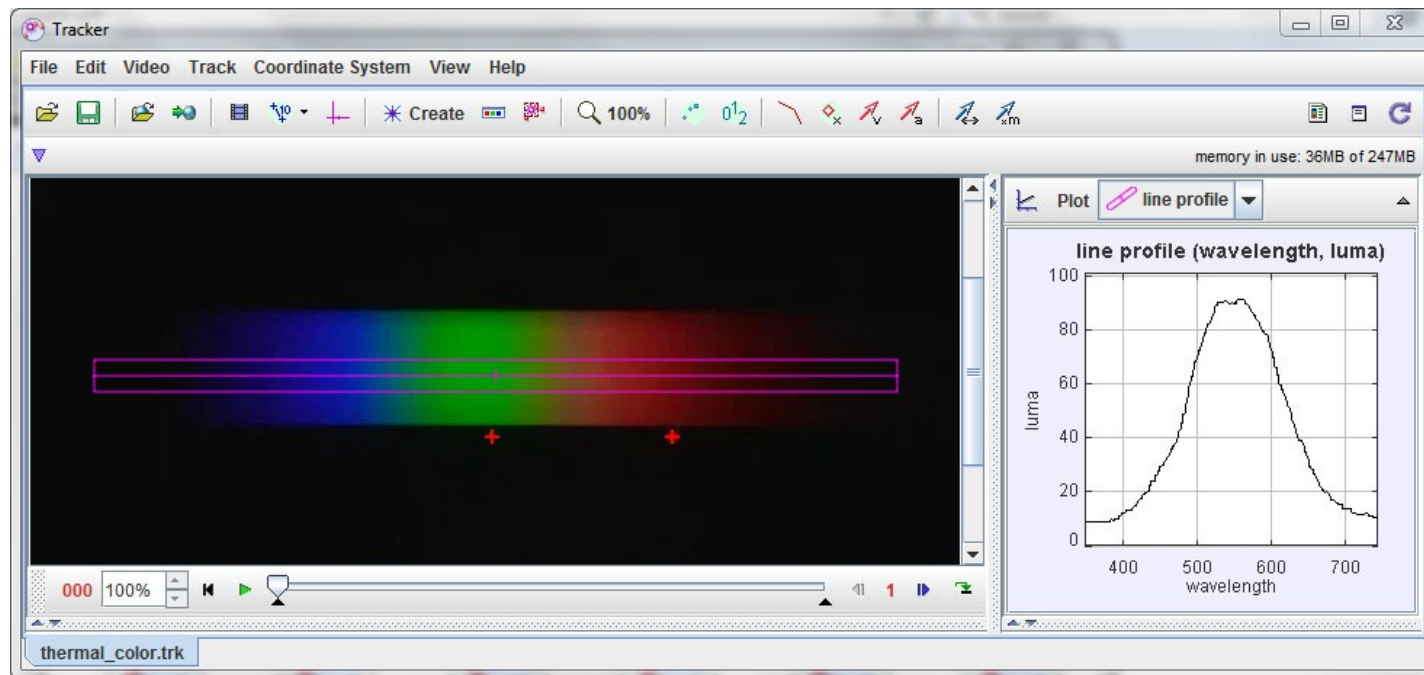 Tracker
File Edit Video Track Coordinate System View Help
Create 100%
memory in use: 36MB of 247MB
Plot line profile
line profile (wavelength, luma)
100
80
60
40
20
0
luma
400 500 600 700
wavelength
000 100% 1
thermal_color.trk